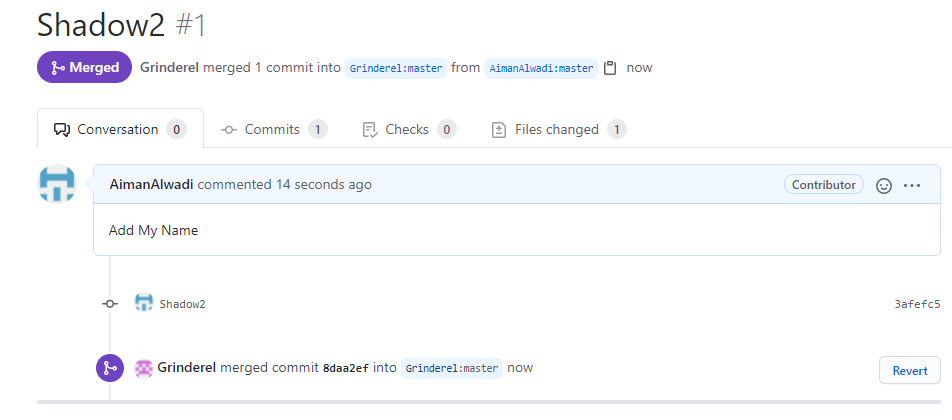 Shadow2 #1
Merged Grinderel merged 1 commit into Grinderel:master from AimanAlwadi:master now
Conversation 0 Commits 1 Checks 0 Files changed 1
AimanAlwadi commented 14 seconds ago Contributor
Add My Name
Shadow2 3afefc5
Grinderel merged commit 8daa2ef into Grinderel:master now Revert